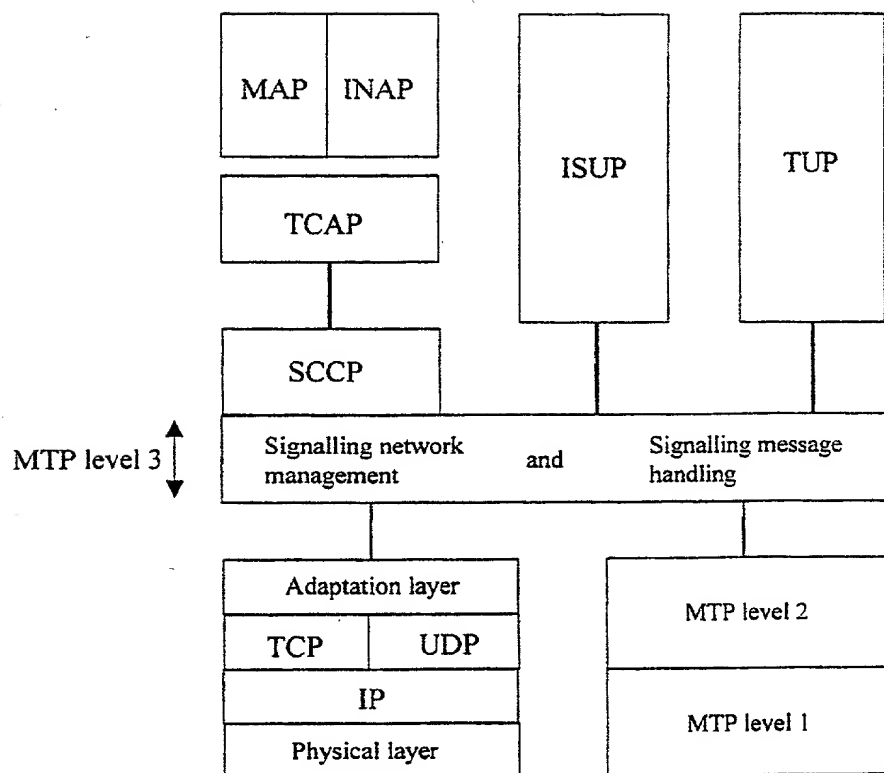 MAP INAP
ISUP
TUP
TCAP
SCCP
MTP level 3
Signalling network
management
and
Signalling message
handling
Adaptation layer
TCP UDP
IP
Physical layer
MTP level 2
MTP level 1